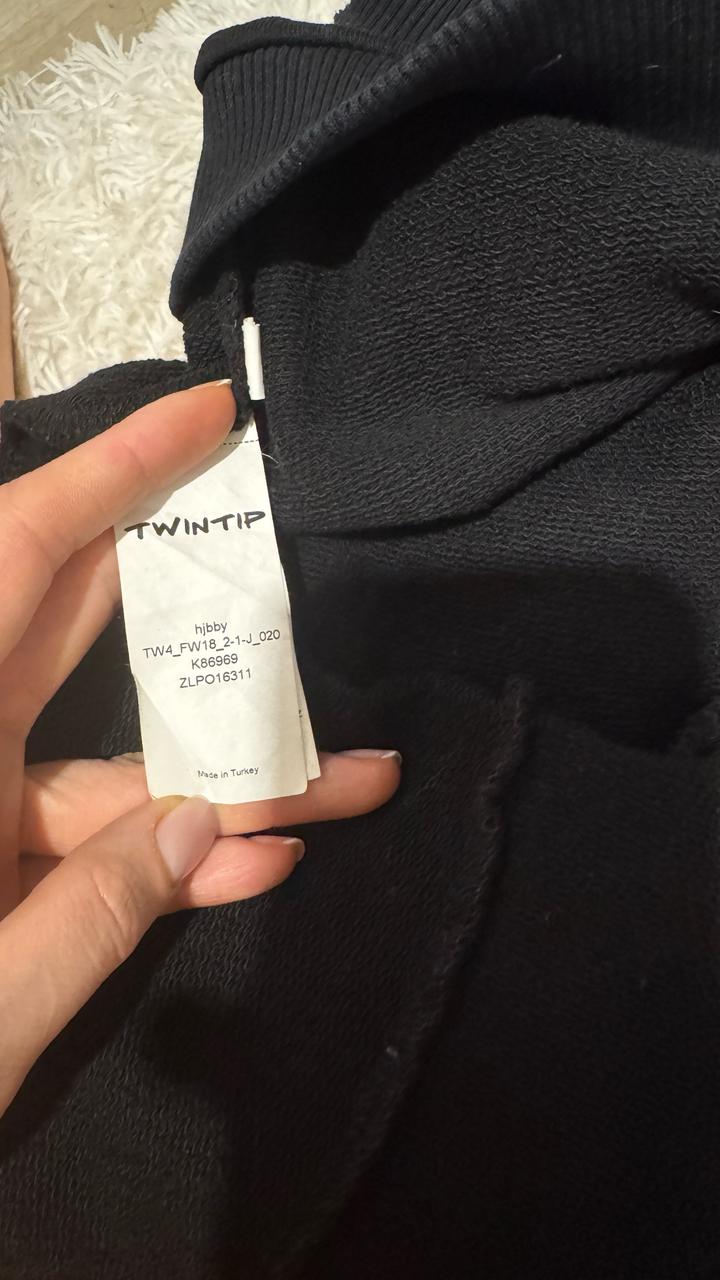 TWINTIP
hjbby
TW4_FW18_2-1-J_020
K86969
ZLPO16311
Made in Turkey